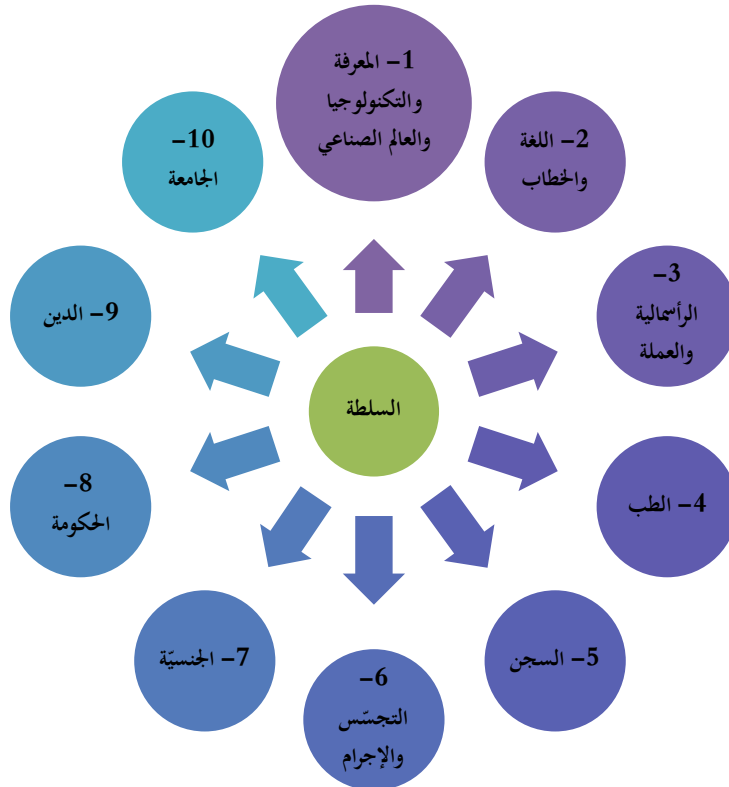 1– المعرفة
والتكنولوجيا
والعالم الصناعي
2– اللغة
والخطاب
3–
الرأسمالية
والعملة
4– الطب
5– السجن
6–
التجسّس
والإجرام
7– الجنسيّة
8–
الحكومة
9– الدين
10–
الجامعة
السلطة